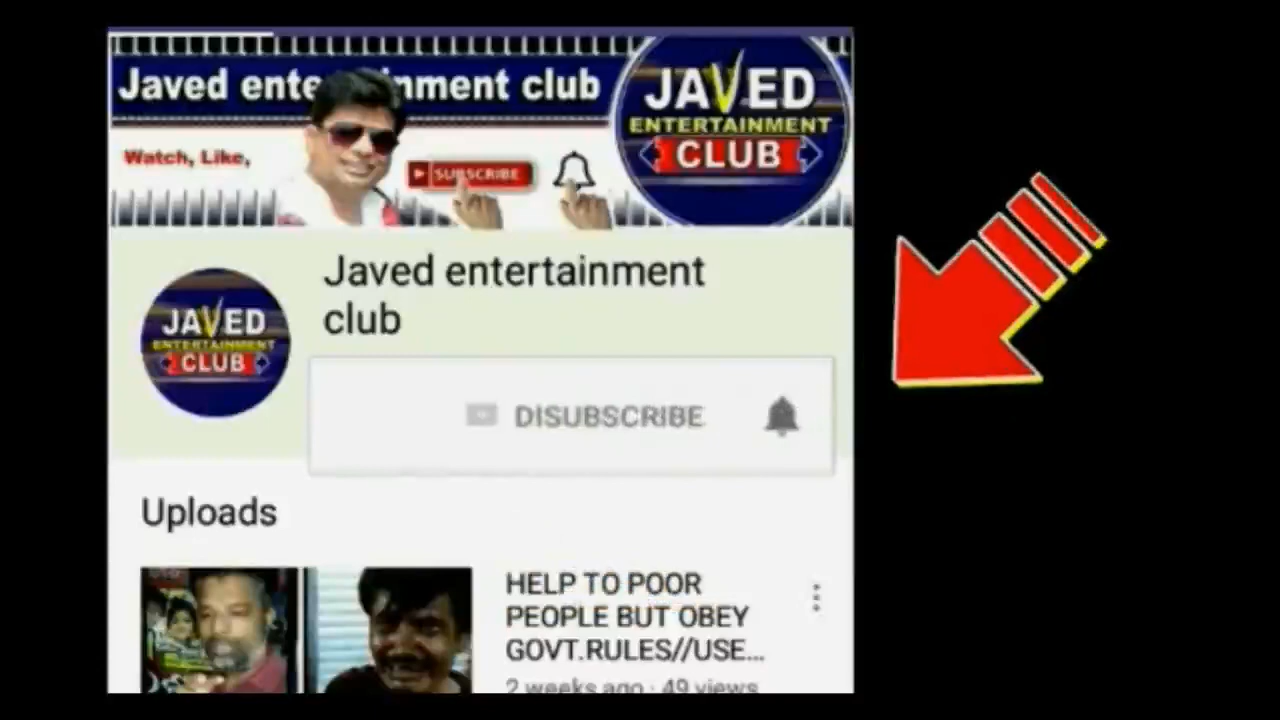 Javed entertainment club
JAVED
ENTERTAINMENT
CLUB
Watch, Like,
SUBSCRIBE
Javed entertainment
club
JAVED
ENTERTAINMENT
CLUB
DISUBSCRIBE
Uploads
HELP TO POOR
PEOPLE BUT OBEY
GOVT.RULES//USE...
2 weeks ago · 49 views